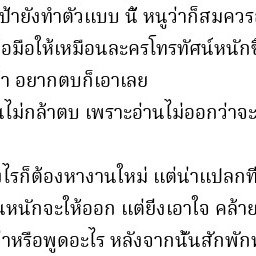 ป้ายังทำตัวแบบ นี้ หนูว่าก็สมควร
มือให้เหมือนละครโทรทัศน์หนัก
อยากตบก็เอาเลย
ไม่กล้าตบ เพราะอ่านไม่ออกว่าจะ
ไรก็ต้องหางานใหม่ แต่น่าแปลกที่
หนักจะให้ออก แต่ยิ่งเอาใจ คล้าย
หรือพูดอะไร หลังจากนั้นสักพัก